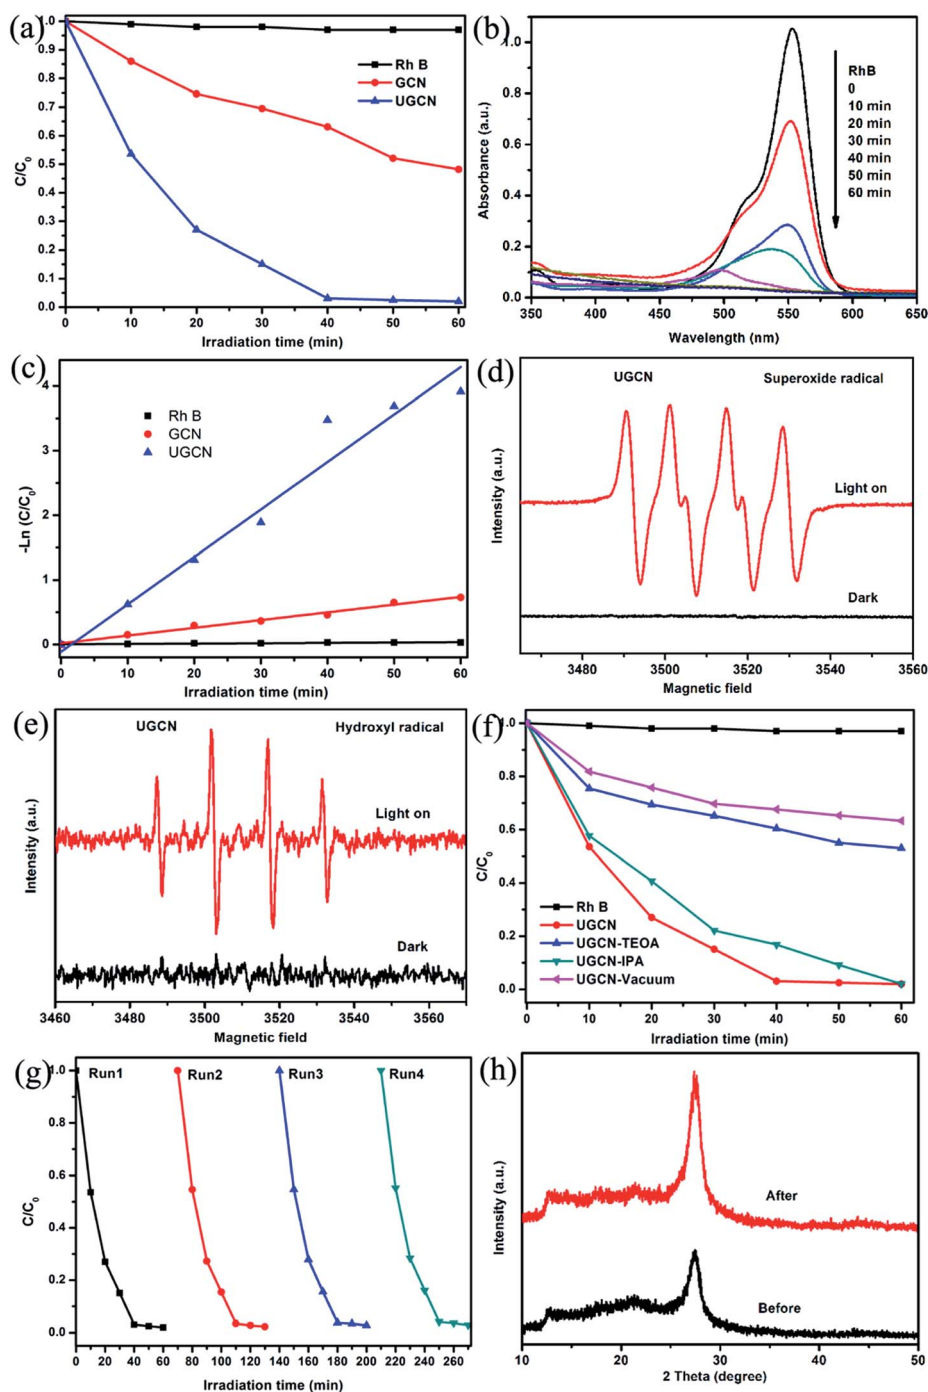 (a)
1.0
0.9
0.8
0.7
0.6
0.5
0.4
0.3
0.2
0.1
0.0
C/C0
Rh B
GCN
UGCN
0 10 20 30 40 50 60
Irradiation time (min)
(b)
1.0
0.8
0.6
0.4
0.2
0.0
Absorbance (a.u.)
RhB
0
10 min
20 min
30 min
40 min
50 min
60 min
350 400 450 500 550 600 650
Wavelength (nm)
(c)
4
3
2
1
0
-Ln (C/C0)
Rh B
GCN
UGCN
0 10 20 30 40 50 60
Irradiation time (min)
(d)
UGCN Superoxide radical
Intensity (a.u.)
Light on
Dark
3480 3500 3520 3540 3560
Magnetic field
(e)
UGCN Hydroxyl radical
Intensity (a.u.)
Light on
Dark
3460 3480 3500 3520 3540 3560
Magnetic field
(f)
1.0
0.8
0.6
0.4
0.2
0.0
C/C0
Rh B
UGCN
UGCN-TEOA
UGCN-IPA
UGCN-Vacuum
0 10 20 30 40 50 60
Irradiation time (min)
(g)
Run1 Run2 Run3 Run4
1.0
0.8
0.6
0.4
0.2
0.0
C/C0
0 20 40 60 80 100 120 140 160 180 200 220 240 260
Irradiation time (min)
(h)
Intensity (a.u.)
After
Before
10 20 30 40 50
2 Theta (degree)